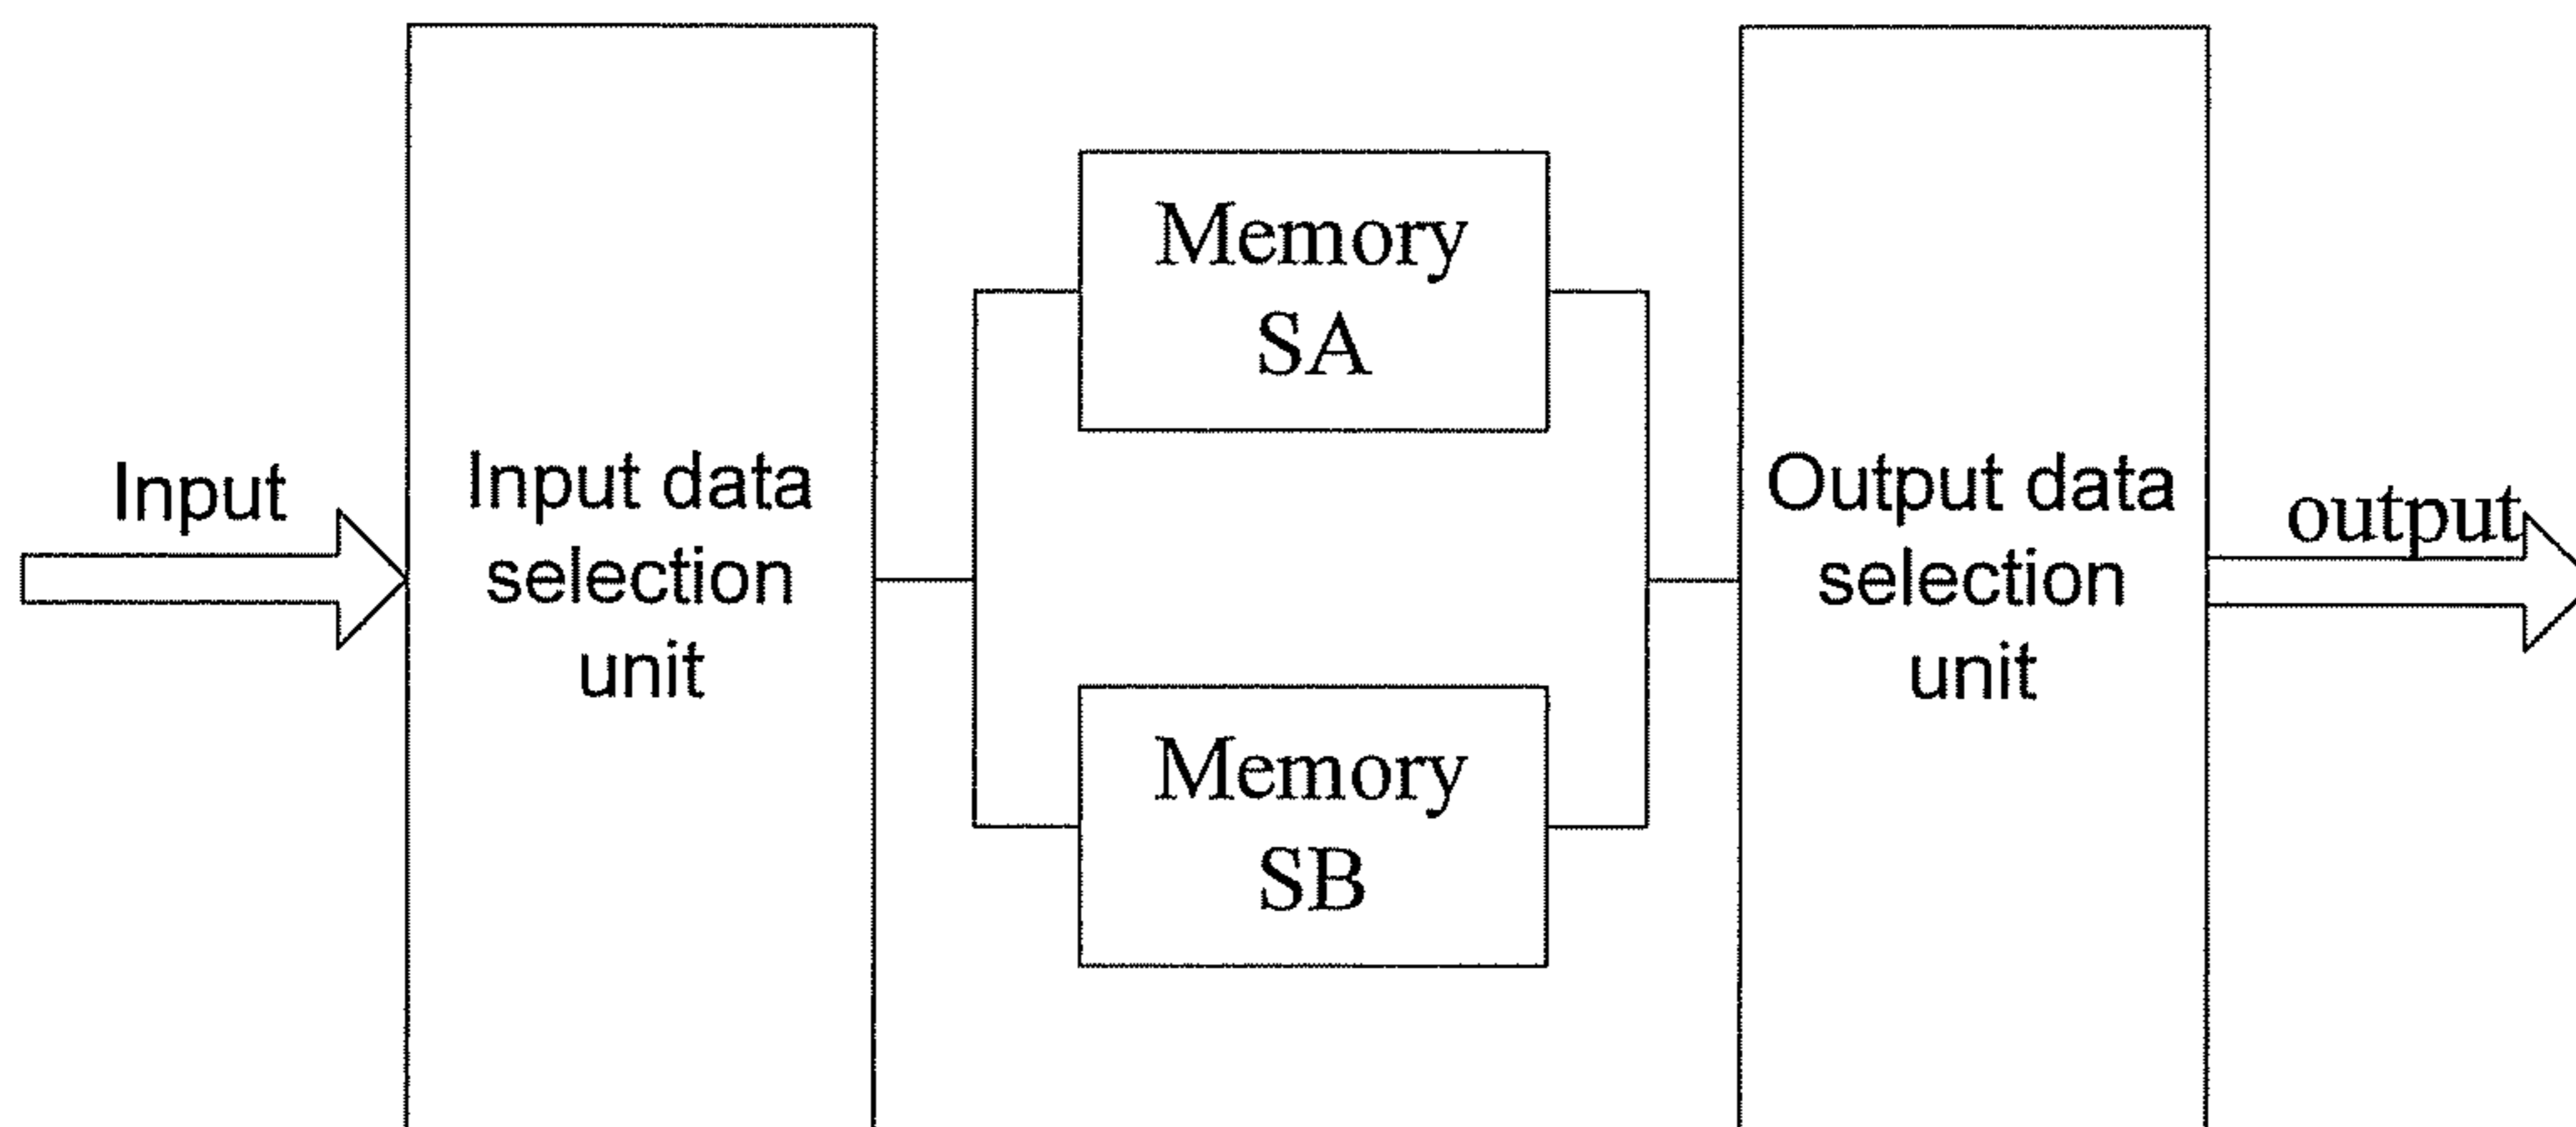 Input
Input data
selection
unit
Memory
SA
Memory
SB
Output data
selection
unit
output